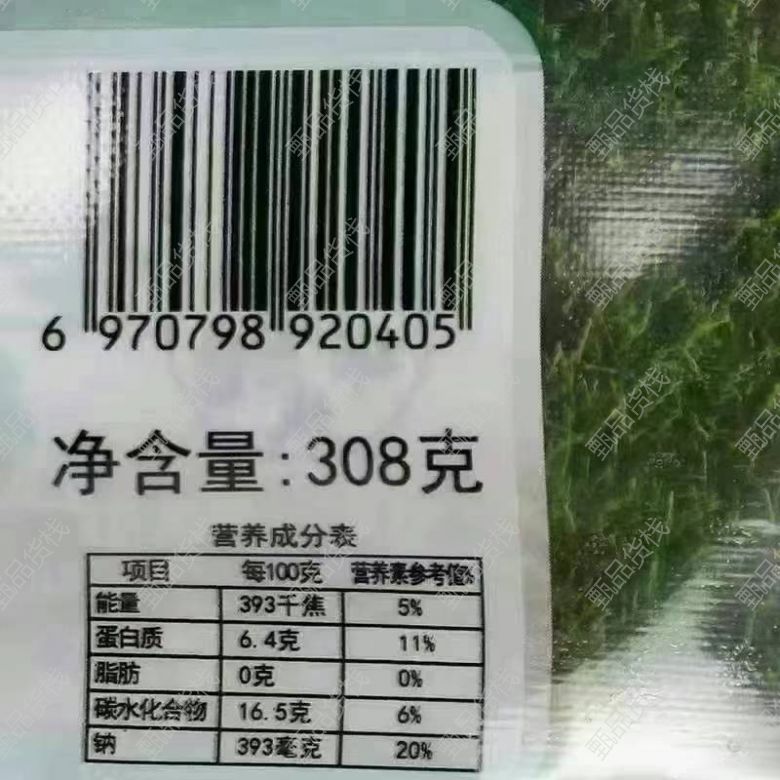 6 970798 920405
净含量:308克
营养成分表
项目 每100克 营养素参考值%
能量 393千焦 5%
蛋白质 6.4克 11%
脂肪 0克 0%
碳水化合物 16.5克 6%
钠 393毫克 20%
甄品货栈